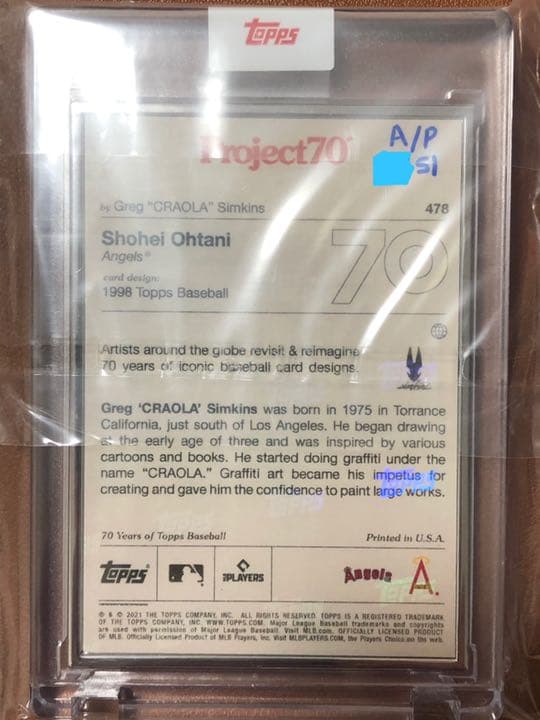 Topps
Project70
A/P
51
by Greg "CRAOLA" Simkins
478
Shohei Ohtani
Angels®
card design:
1998 Topps Baseball
70
Artists around the globe revisit & reimagine
70 years of iconic baseball card designs.
Greg 'CRAOLA' Simkins was born in 1975 in Torrance
California, just south of Los Angeles. He began drawing
at the early age of three and was inspired by various
cartoons and books. He started doing graffiti under the
name "CRAOLA." Graffiti art became his impetus for
creating and gave him the confidence to paint large works.
70 Years of Topps Baseball
Printed in U.S.A.
Topps
PLAYERS
Angels
A
® & © 2021 THE TOPPS COMPANY, INC. ALL RIGHTS RESERVED. TOPPS IS A REGISTERED TRADEMARK
OF THE TOPPS COMPANY, INC. WWW.TOPPS.COM. Major League Baseball trademarks and copyrights
are used with permission of Major League Baseball. Visit MLB.com. OFFICIALLY LICENSED PRODUCT
OF MLB. Officially Licensed Product of MLB Players, Inc. Visit MLBPLAYERS.COM, the Players Choice on the web.